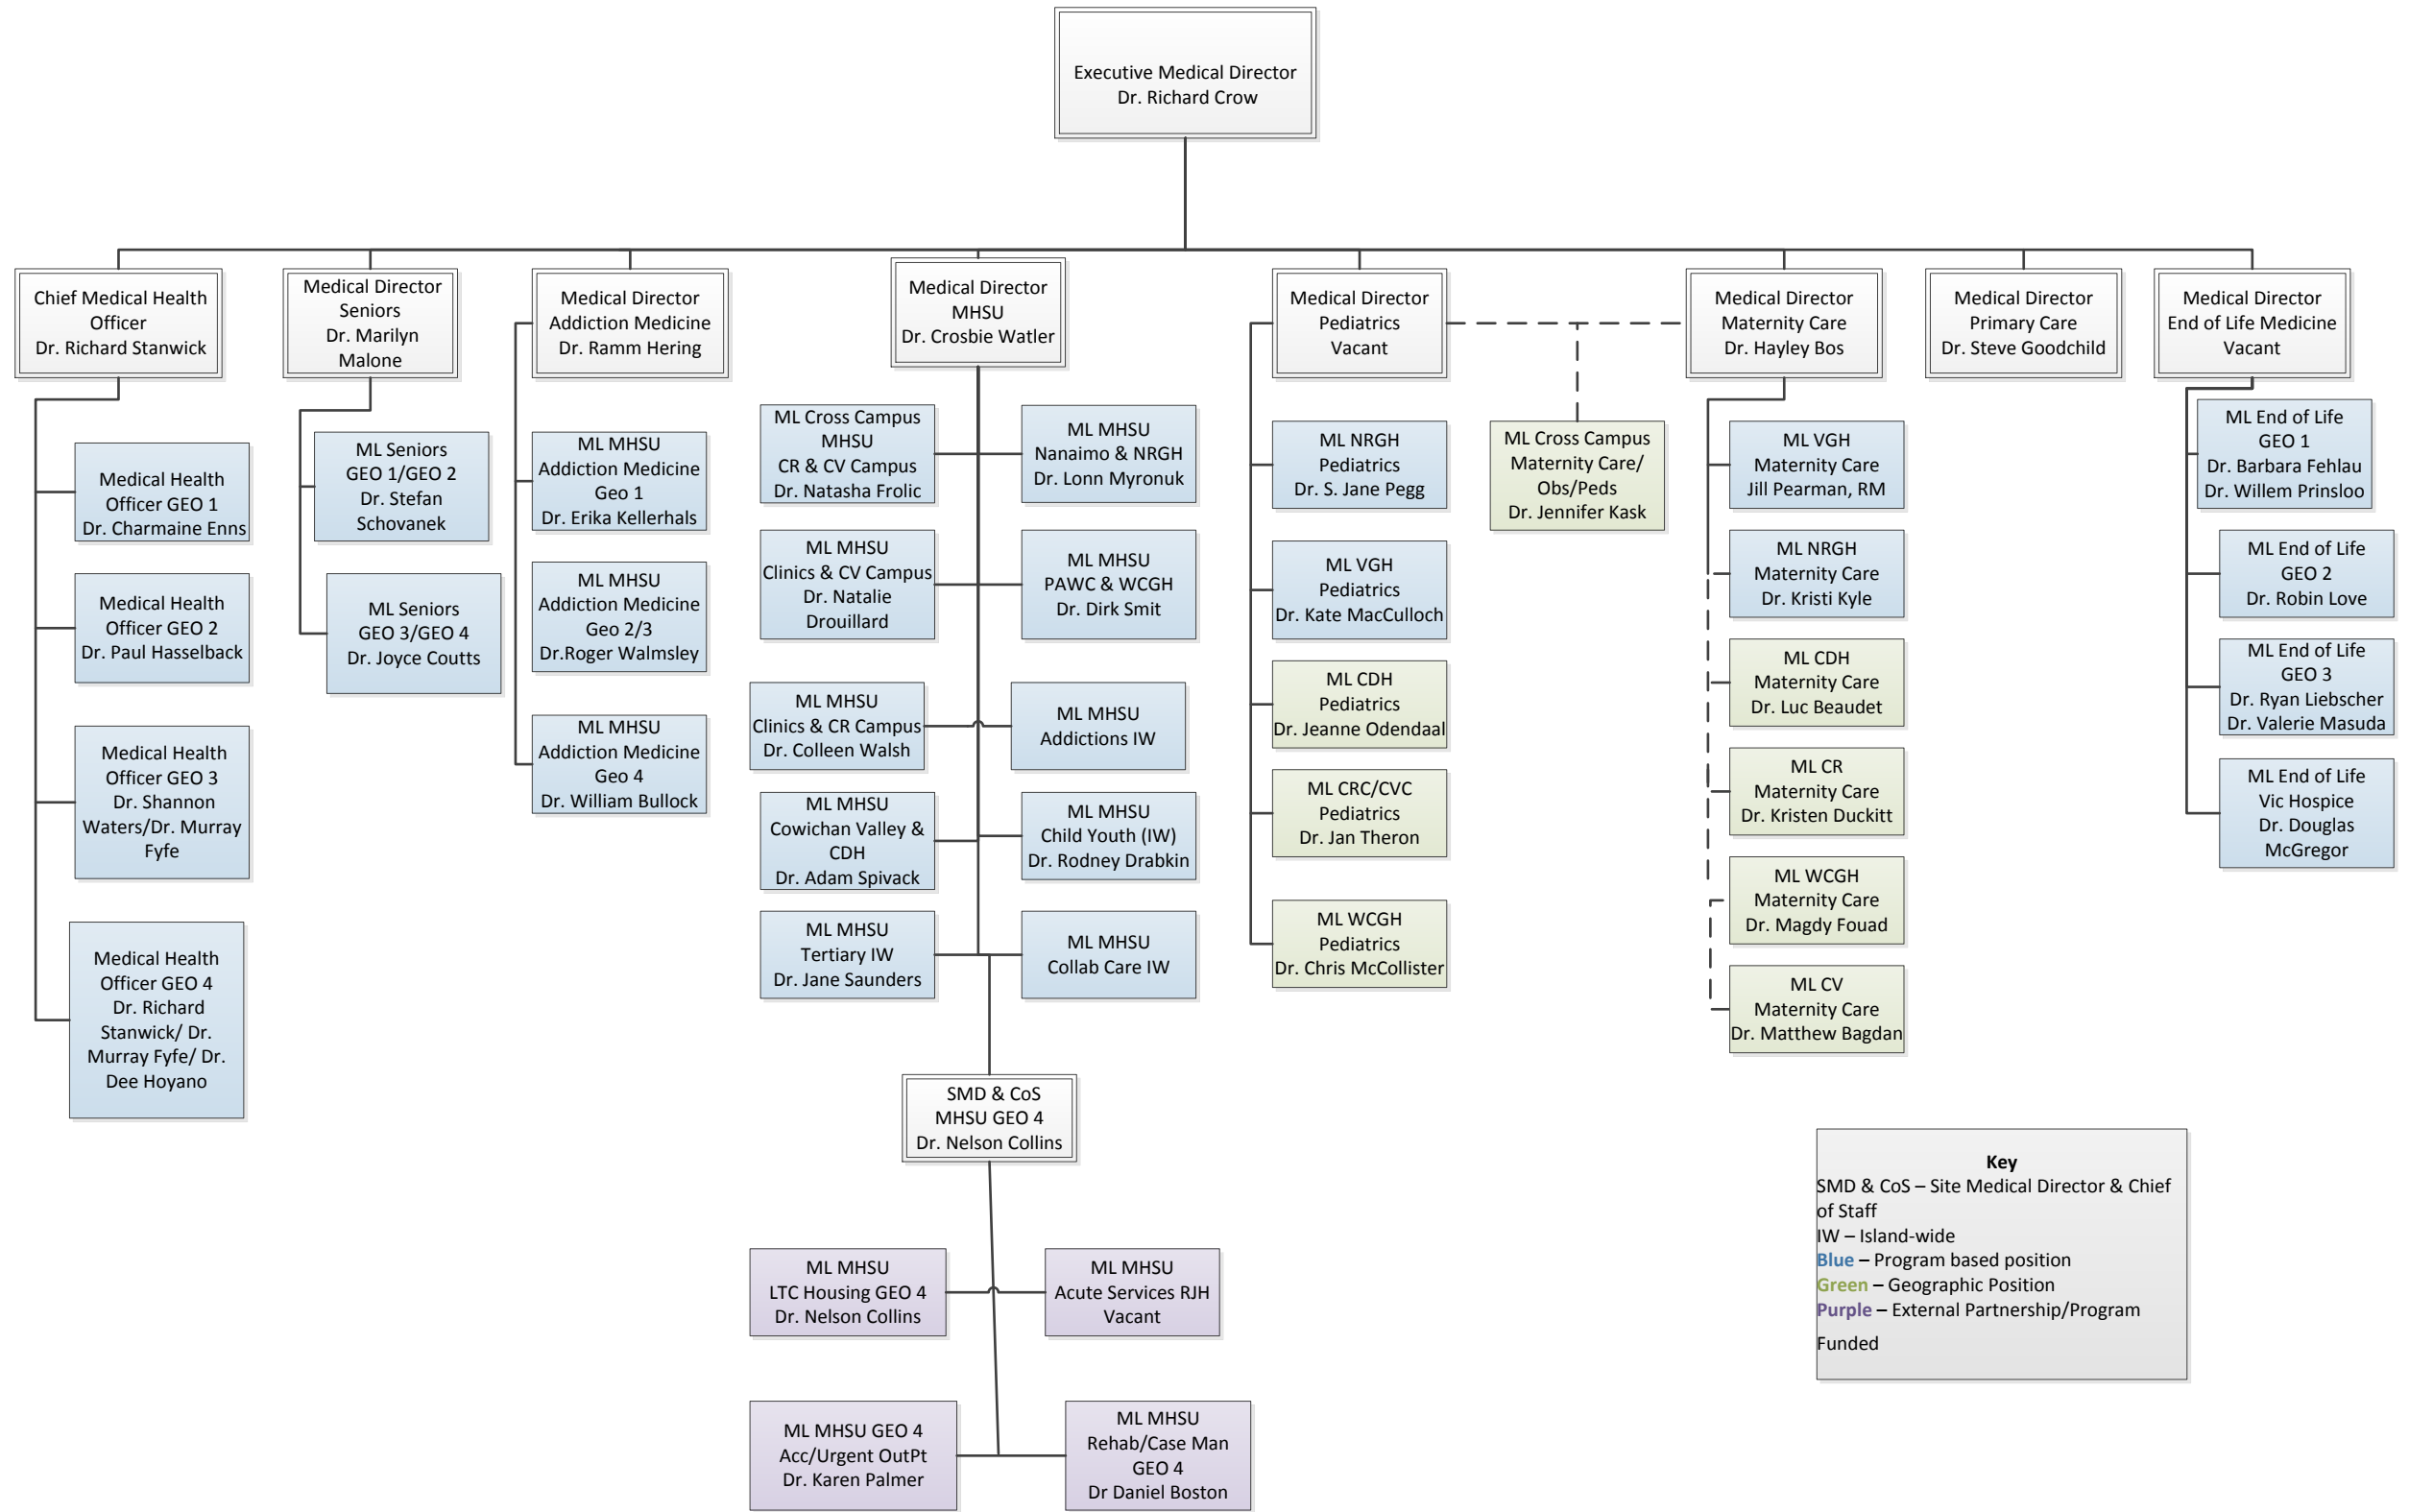 Executive Medical Director
Dr. Richard Crow
Chief Medical Health
Officer
Dr. Richard Stanwick
Medical Director
Seniors
Dr. Marilyn
Malone
Medical Director
Addiction Medicine
Dr. Ramm Hering
Medical Director
MHSU
Dr. Crosbie Watler
Medical Director
Pediatrics
Vacant
Medical Director
Maternity Care
Dr. Hayley Bos
Medical Director
Primary Care
Dr. Steve Goodchild
Medical Director
End of Life Medicine
Vacant
Medical Health
Officer GEO 1
Dr. Charmaine Enns
Medical Health
Officer GEO 2
Dr. Paul Hasselback
Medical Health
Officer GEO 3
Dr. Shannon
Waters/Dr. Murray
Fyfe
Medical Health
Officer GEO 4
Dr. Richard
Stanwick/ Dr.
Murray Fyfe/ Dr.
Dee Hoyano
ML Seniors
GEO 1/GEO 2
Dr. Stefan
Schovanek
ML Seniors
GEO 3/GEO 4
Dr. Joyce Coutts
ML MHSU
Addiction Medicine
Geo 1
Dr. Erika Kellerhals
ML MHSU
Addiction Medicine
Geo 2/3
Dr.Roger Walmsley
ML MHSU
Addiction Medicine
Geo 4
Dr. William Bullock
ML Cross Campus
MHSU
CR & CV Campus
Dr. Natasha Frolic
ML MHSU
Nanaimo & NRGH
Dr. Lonn Myronuk
ML MHSU
Clinics & CV Campus
Dr. Natalie
Drouillard
ML MHSU
PAWC & WCGH
Dr. Dirk Smit
ML MHSU
Clinics & CR Campus
Dr. Colleen Walsh
ML MHSU
Addictions IW
ML MHSU
Cowichan Valley &
CDH
Dr. Adam Spivack
ML MHSU
Child Youth (IW)
Dr. Rodney Drabkin
ML MHSU
Tertiary IW
Dr. Jane Saunders
ML MHSU
Collab Care IW
SMD & CoS
MHSU GEO 4
Dr. Nelson Collins
ML MHSU
LTC Housing GEO 4
Dr. Nelson Collins
ML MHSU
Acute Services RJH
Vacant
ML MHSU GEO 4
Acc/Urgent OutPt
Dr. Karen Palmer
ML MHSU
Rehab/Case Man
GEO 4
Dr Daniel Boston
ML NRGH
Pediatrics
Dr. S. Jane Pegg
ML VGH
Pediatrics
Dr. Kate MacCulloch
ML CDH
Pediatrics
Dr. Jeanne Odendaal
ML CRC/CVC
Pediatrics
Dr. Jan Theron
ML WCGH
Pediatrics
Dr. Chris McCollister
ML Cross Campus
Maternity Care/
Obs/Peds
Dr. Jennifer Kask
ML VGH
Maternity Care
Jill Pearman, RM
ML NRGH
Maternity Care
Dr. Kristi Kyle
ML CDH
Maternity Care
Dr. Luc Beaudet
ML CR
Maternity Care
Dr. Kristen Duckitt
ML WCGH
Maternity Care
Dr. Magdy Fouad
ML CV
Maternity Care
Dr. Matthew Bagdan
ML End of Life
GEO 1
Dr. Barbara Fehlau
Dr. Willem Prinsloo
ML End of Life
GEO 2
Dr. Robin Love
ML End of Life
GEO 3
Dr. Ryan Liebscher
Dr. Valerie Masuda
ML End of Life
Vic Hospice
Dr. Douglas
McGregor
Key
SMD & CoS – Site Medical Director & Chief
of Staff
IW – Island-wide
Blue – Program based position
Green – Geographic Position
Purple – External Partnership/Program
Funded